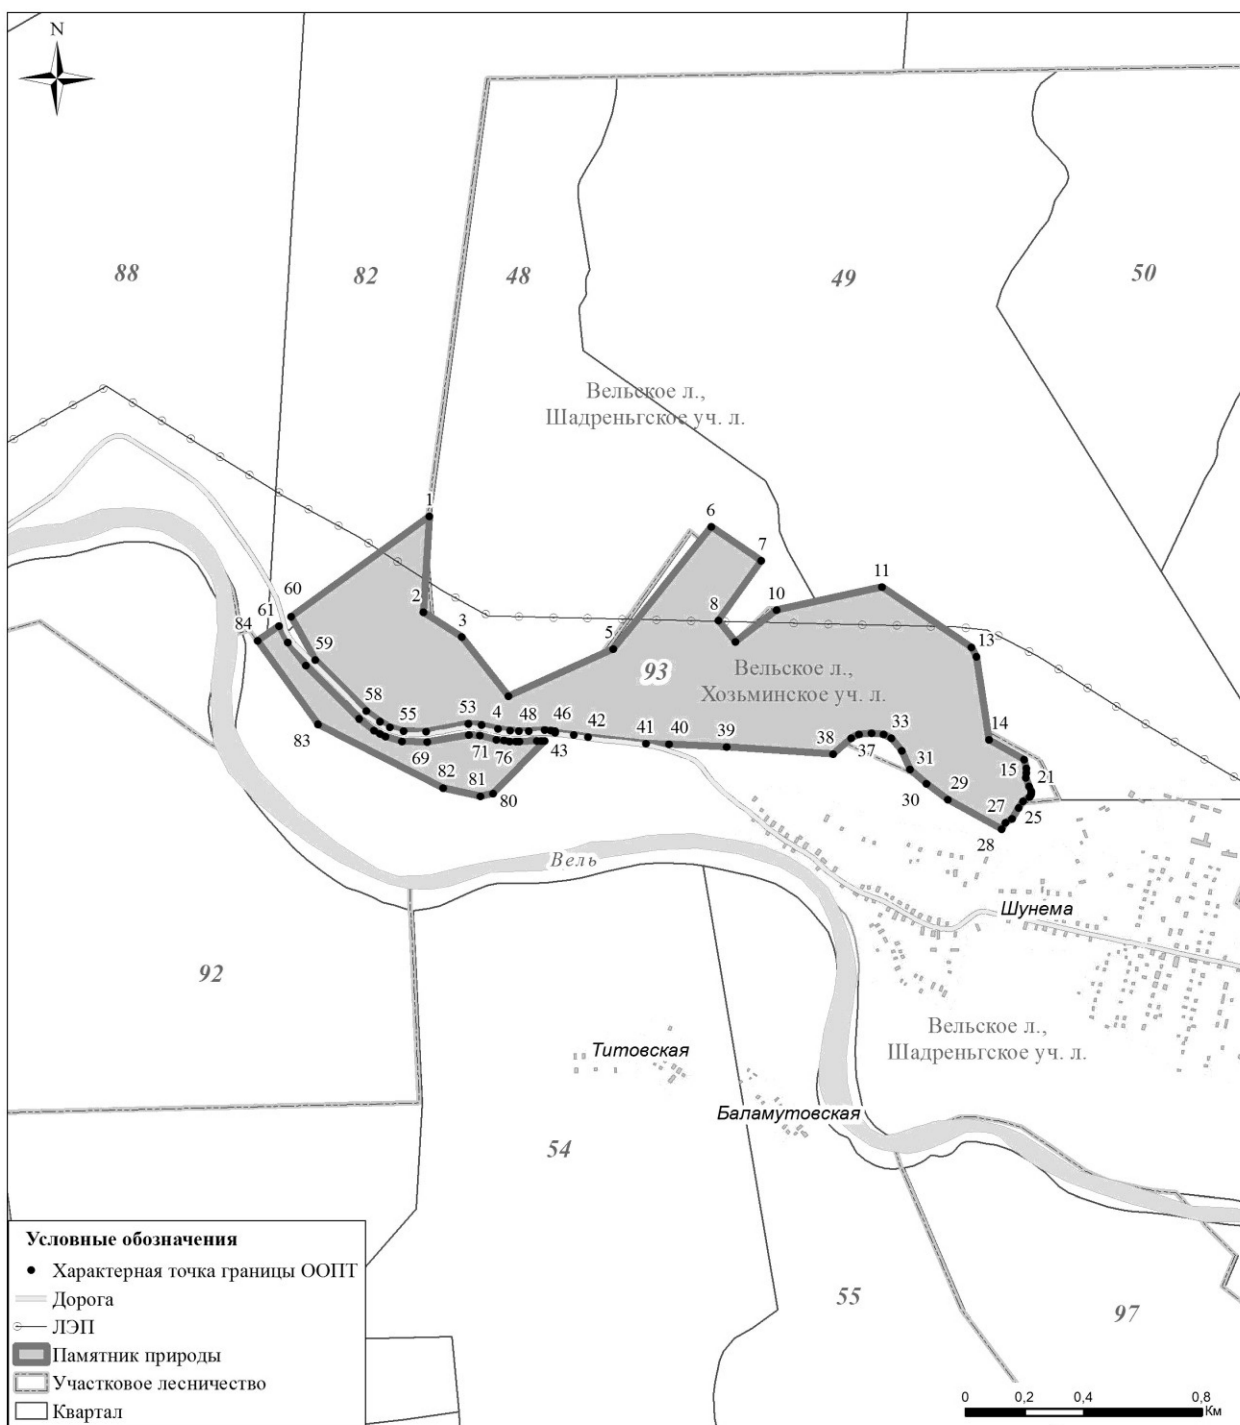 N
88
82
48
49
50
Вельское л.,
Шадреньгское уч. л.
1
6
7
11
60
2
10
61
8
84
3
5
13
59
93
Вельское л.,
Хозьминское уч. л.
58
55
53
4
48
46
42
41
40
39
38
37
33
14
83
69
71
76
43
31
15
21
82
81
80
30
29
27
25
28
Вель
Шунема
92
Вельское л.,
Шадреньгское уч. л.
Титовская
Баламутовская
54
55
97
Условные обозначения
Характерная точка границы ООПТ
Дорога
ЛЭП
Памятник природы
Участковое лесничество
Квартал
0 0,2 0,4 0,8
Км